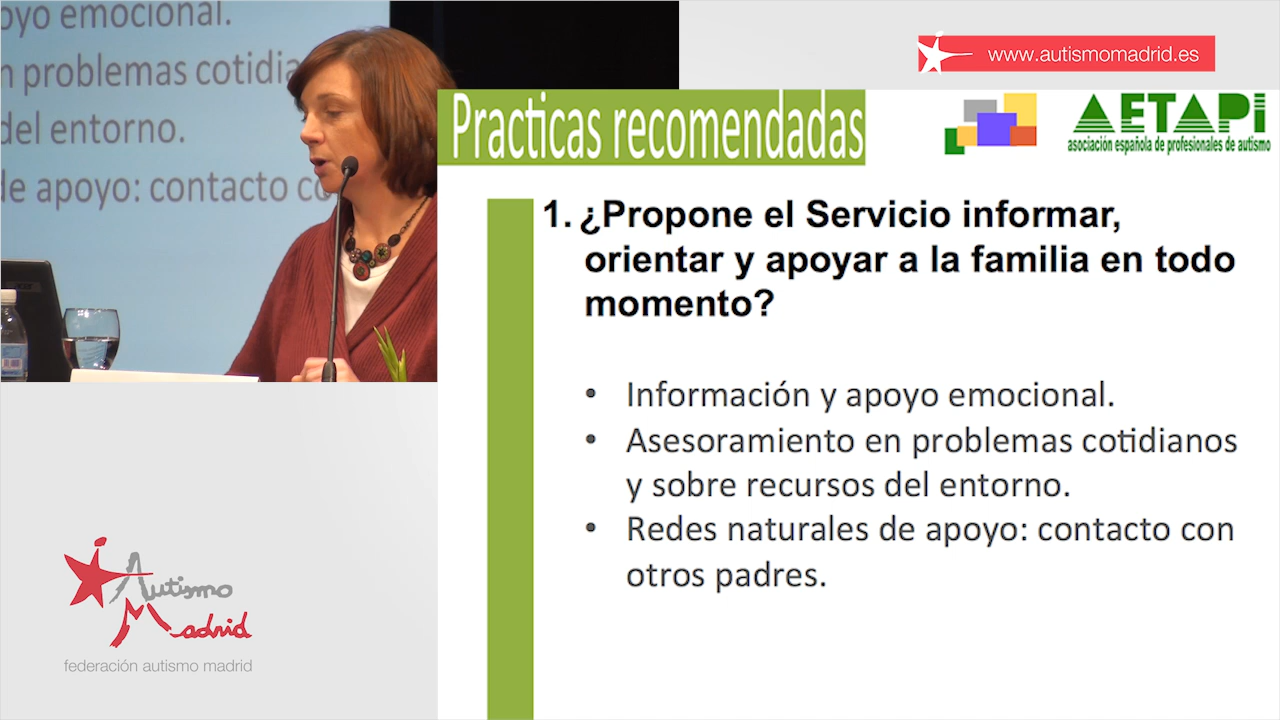 oyo emocional.
n problemas cotidia
del entorno.
de apoyo: contacto co
www.autismomadrid.es
Practicas recomendadas
AETAPI
asociación española de profesionales de autismo
1. ¿Propone el Servicio informar,
orientar y apoyar a la familia en todo
momento?
• Información y apoyo emocional.
• Asesoramiento en problemas cotidianos
y sobre recursos del entorno.
• Redes naturales de apoyo: contacto con
otros padres.
Autismo
Madrid
federación autismo madrid